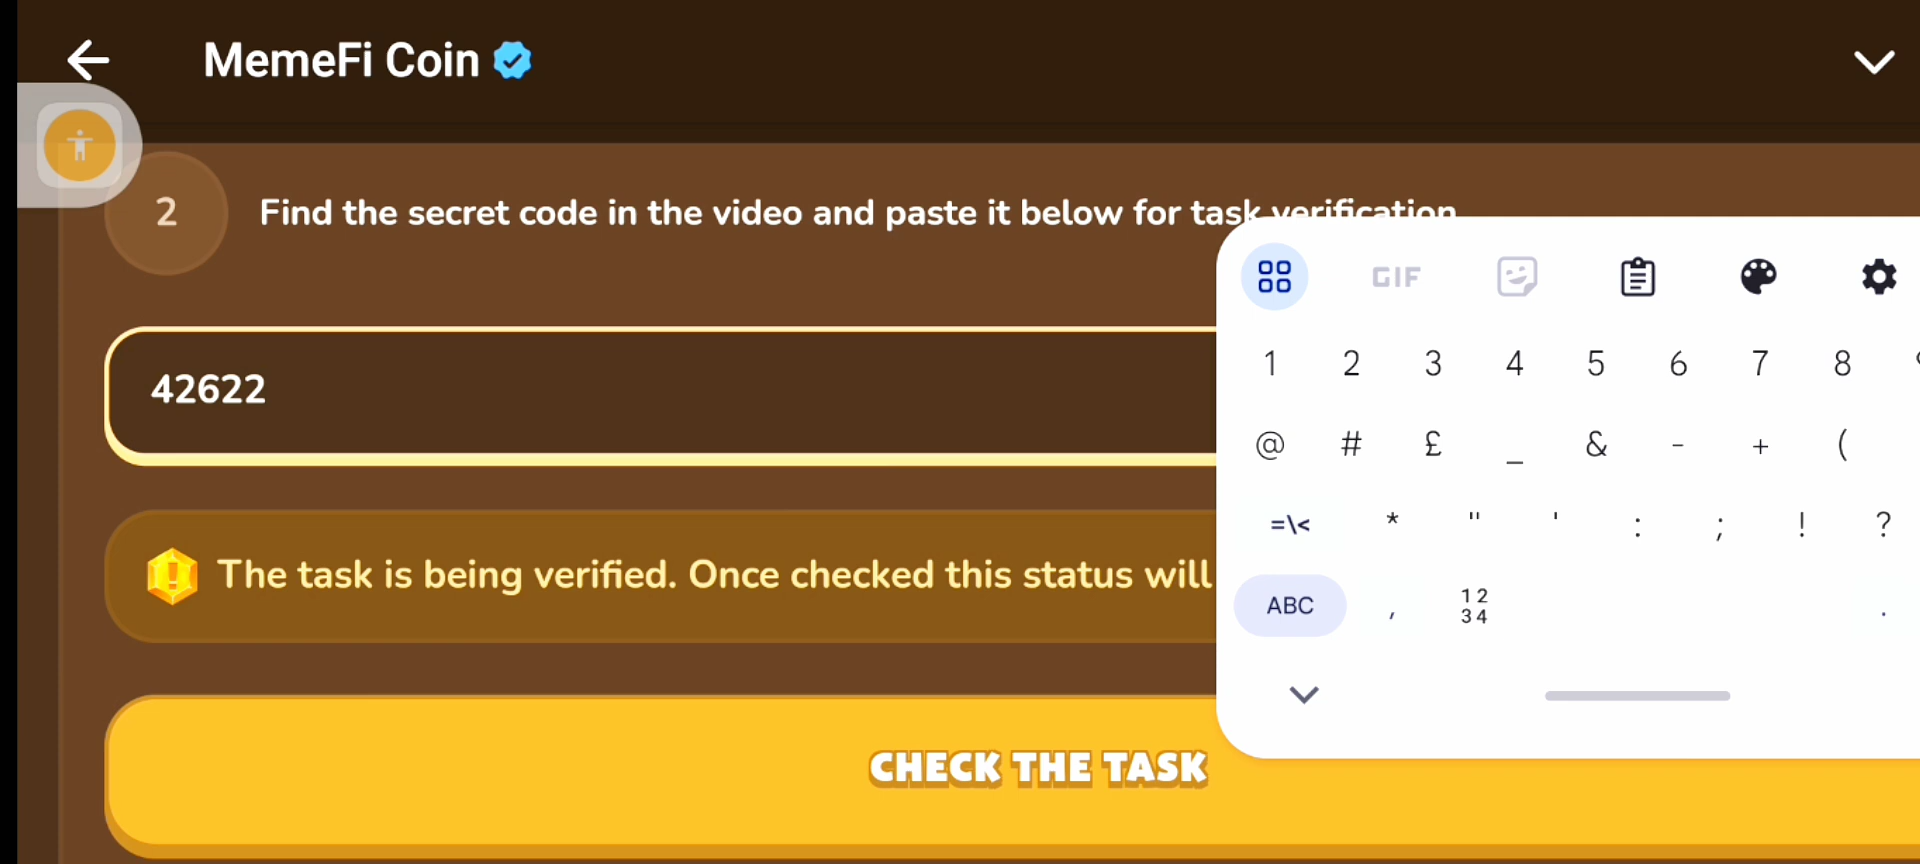 MemeFi Coin
2
Find the secret code in the video and paste it below for task verification
42622
The task is being verified. Once checked this status will
CHECK THE TASK
GIF
1 2 3 4 5 6 7 8
@ # £ _ & - + (
=\< * " ' : ; ! ?
ABC , 12 .
34